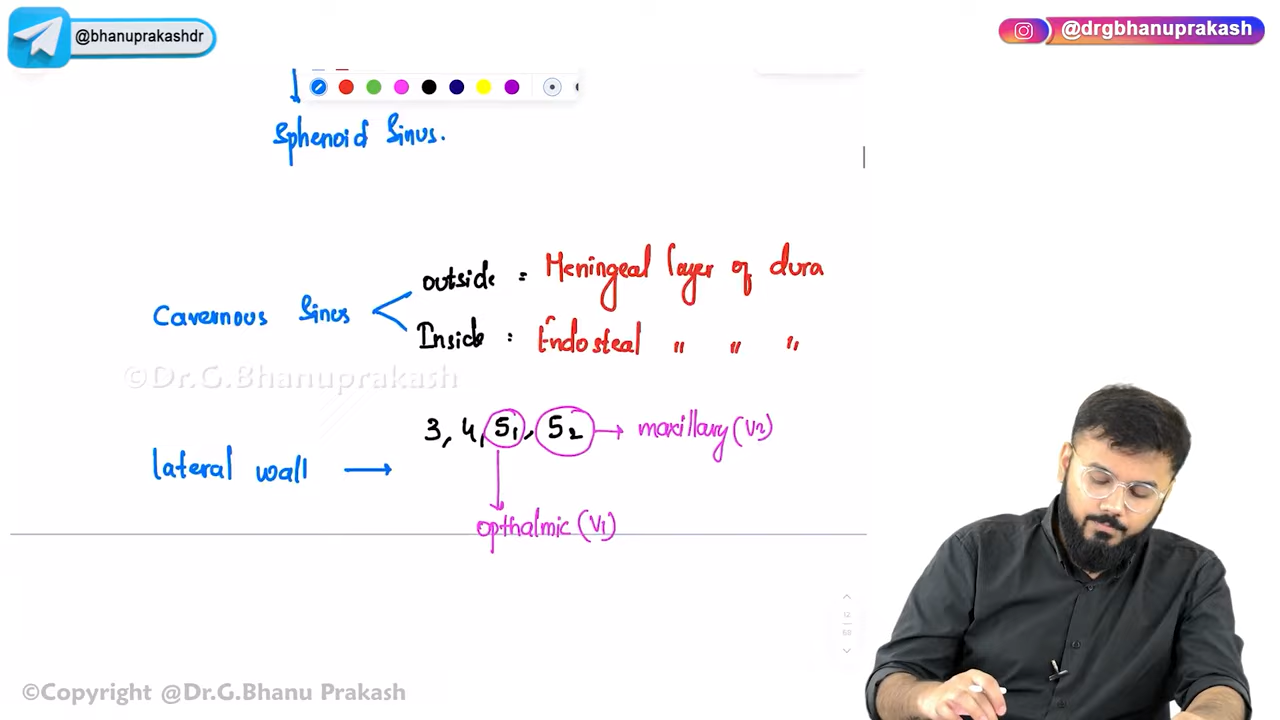 @bhanuprakashdr
@drgbhanuprakash
Sphenoid Sinus.
outside = Meningeal layer of dura
Cavernous Sinus
Inside : Endosteal " " "
©Dr.G.Bhanuprakash
3, 4, 5₁, 5₂ → maxillary (V2)
lateral wall →
opthalmic (V1)
©Copyright @Dr.G.Bhanu Prakash